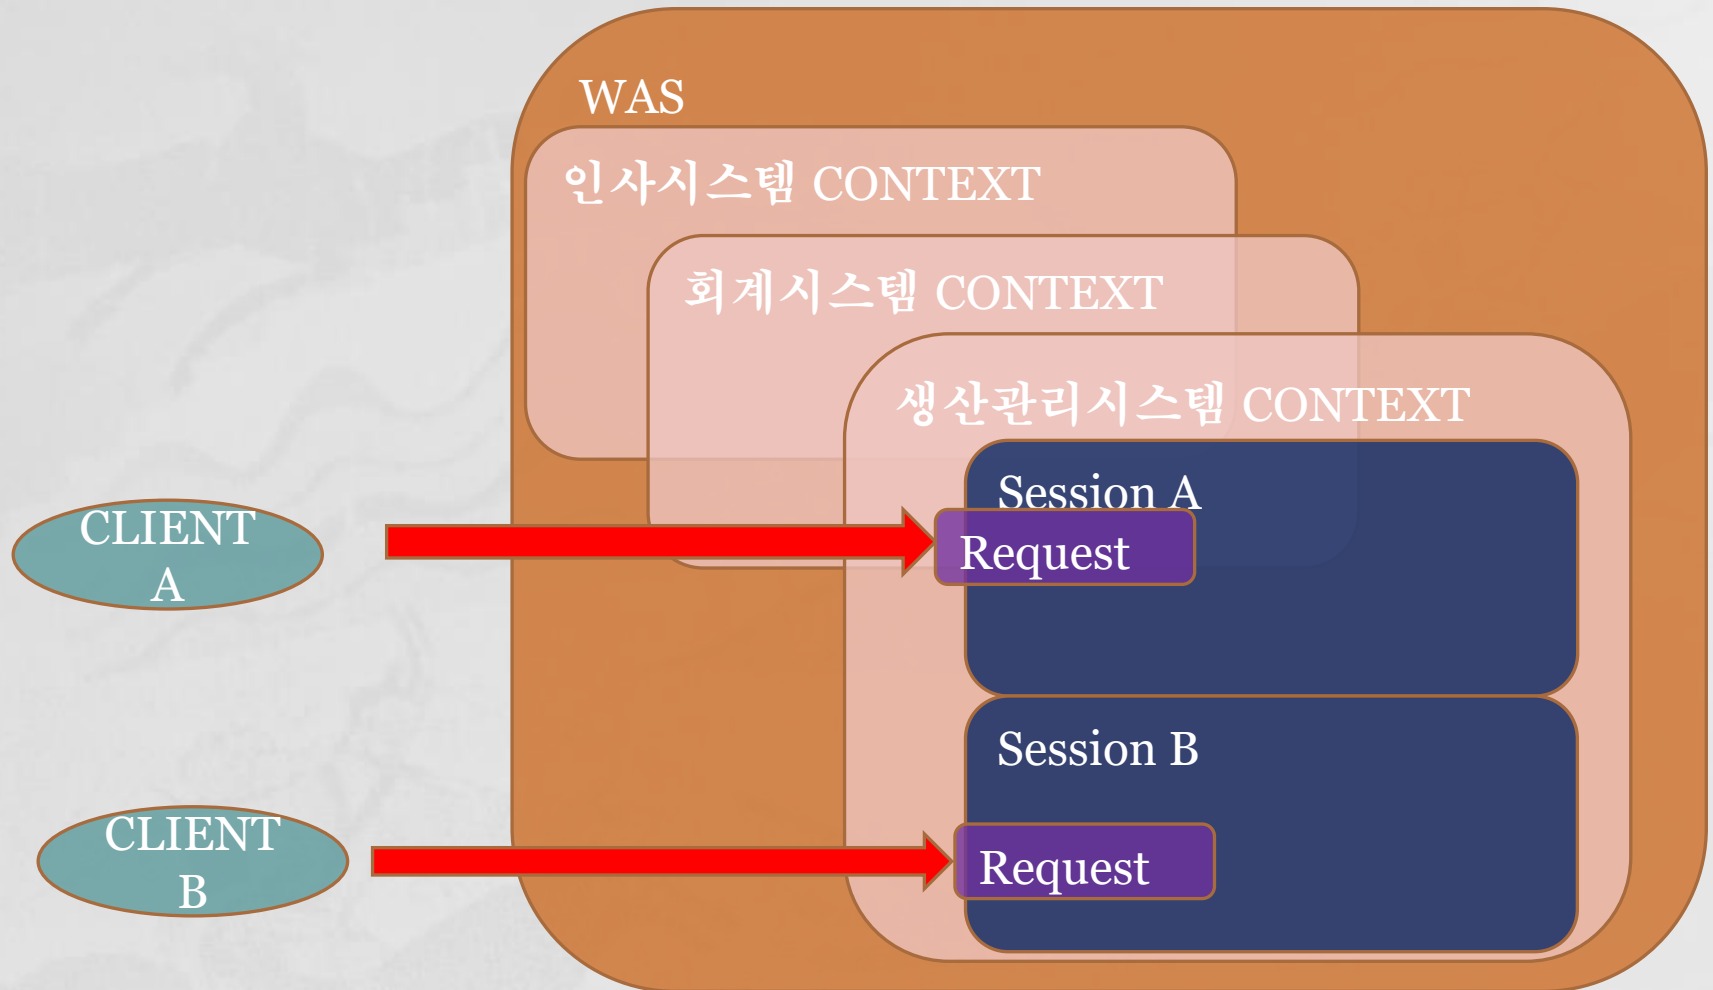 WAS
인사시스템 CONTEXT
회계시스템 CONTEXT
생산관리시스템 CONTEXT
Session A
CLIENT
A
Request
Session B
CLIENT
B
Request